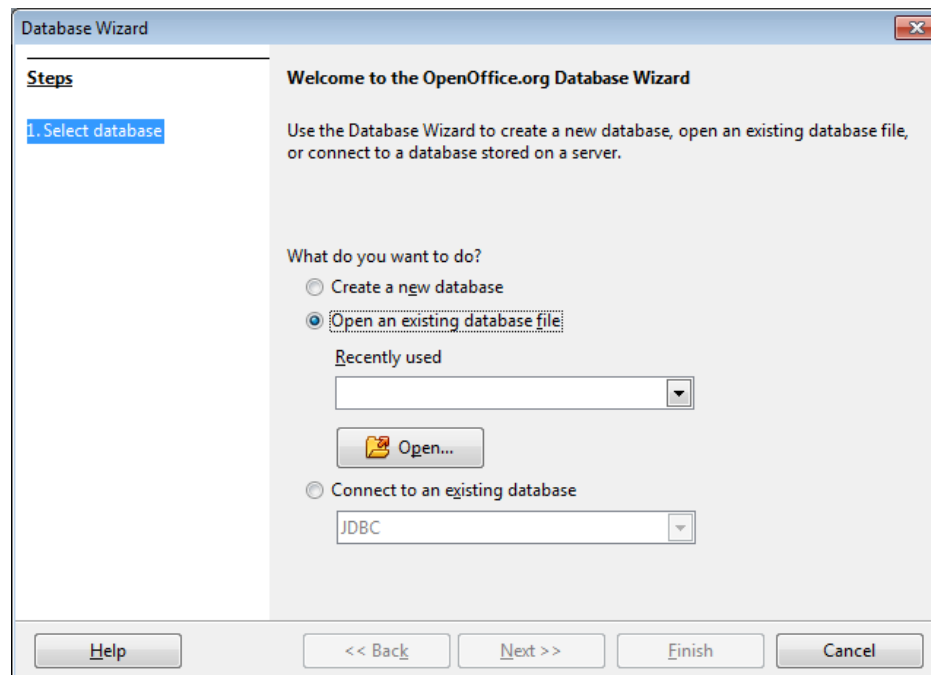 Database Wizard
Steps
1. Select database
Welcome to the OpenOffice.org Database Wizard
Use the Database Wizard to create a new database, open an existing database file,
or connect to a database stored on a server.
What do you want to do?
Create a new database
Open an existing database file
Recently used
Open...
Connect to an existing database
JDBC
Help
<< Back
Next >>
Finish
Cancel